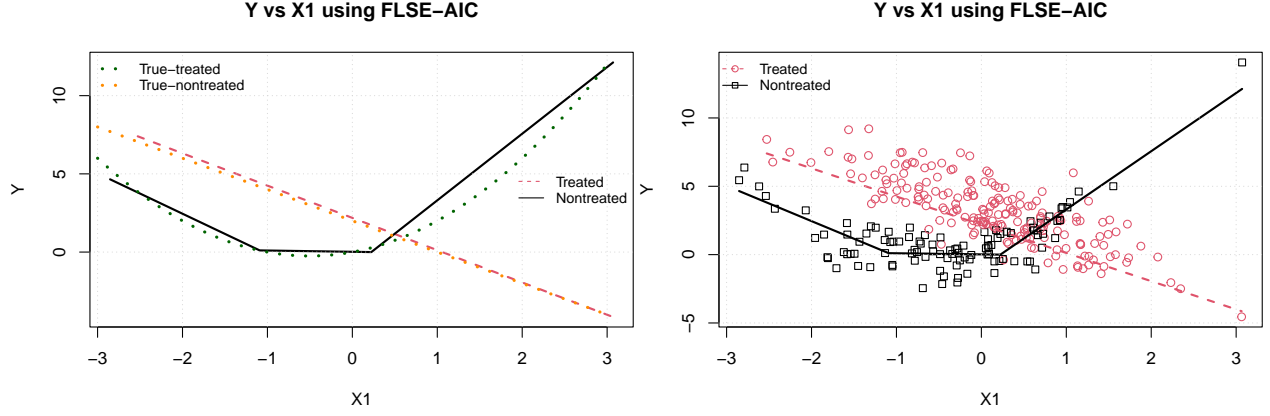 Y vs X1 using FLSE−AIC
True−treated
True−nontreated
Treated
Nontreated
Y
10
5
0
−3 −2 −1 0 1 2 3
X1
Y vs X1 using FLSE−AIC
Treated
Nontreated
Y
10
5
0
−5
−3 −2 −1 0 1 2 3
X1